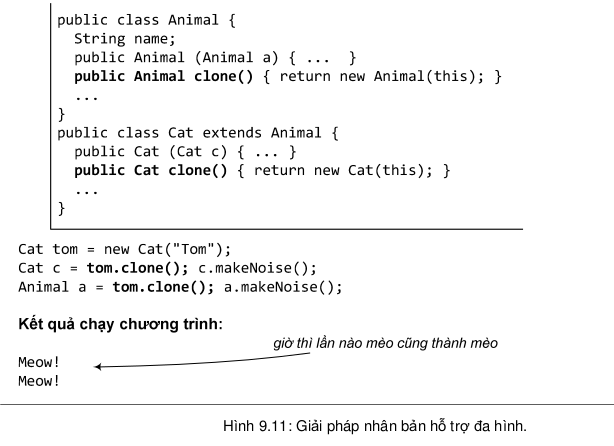 public class Animal {
String name;
public Animal (Animal a) { ... }
public Animal clone() { return new Animal(this); }
...
}
public class Cat extends Animal {
public Cat (Cat c) { ... }
public Cat clone() { return new Cat(this); }
...
}
Cat tom = new Cat("Tom");
Cat c = tom.clone(); c.makeNoise();
Animal a = tom.clone(); a.makeNoise();
Kết quả chạy chương trình:
giờ thì lần nào mèo cũng thành mèo
Meow!
Meow!
Hình 9.11: Giải pháp nhân bản hỗ trợ đa hình.